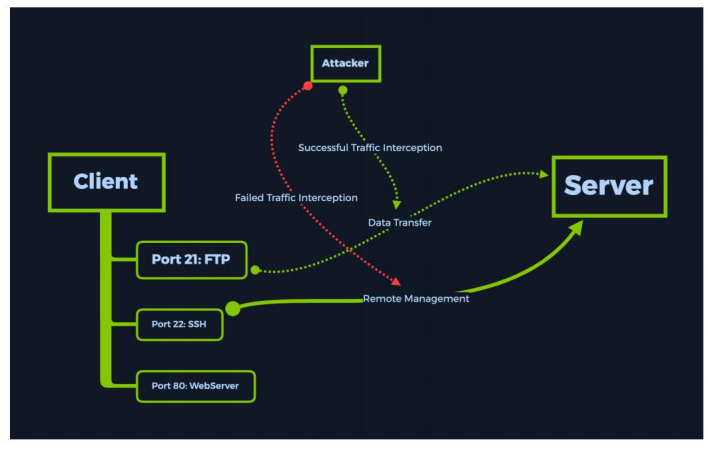 Attacker
Successful Traffic Interception
Client
Server
Failed Traffic Interception
Data Transfer
Port 21: FTP
Remote Management
Port 22: SSH
Port 80: WebServer